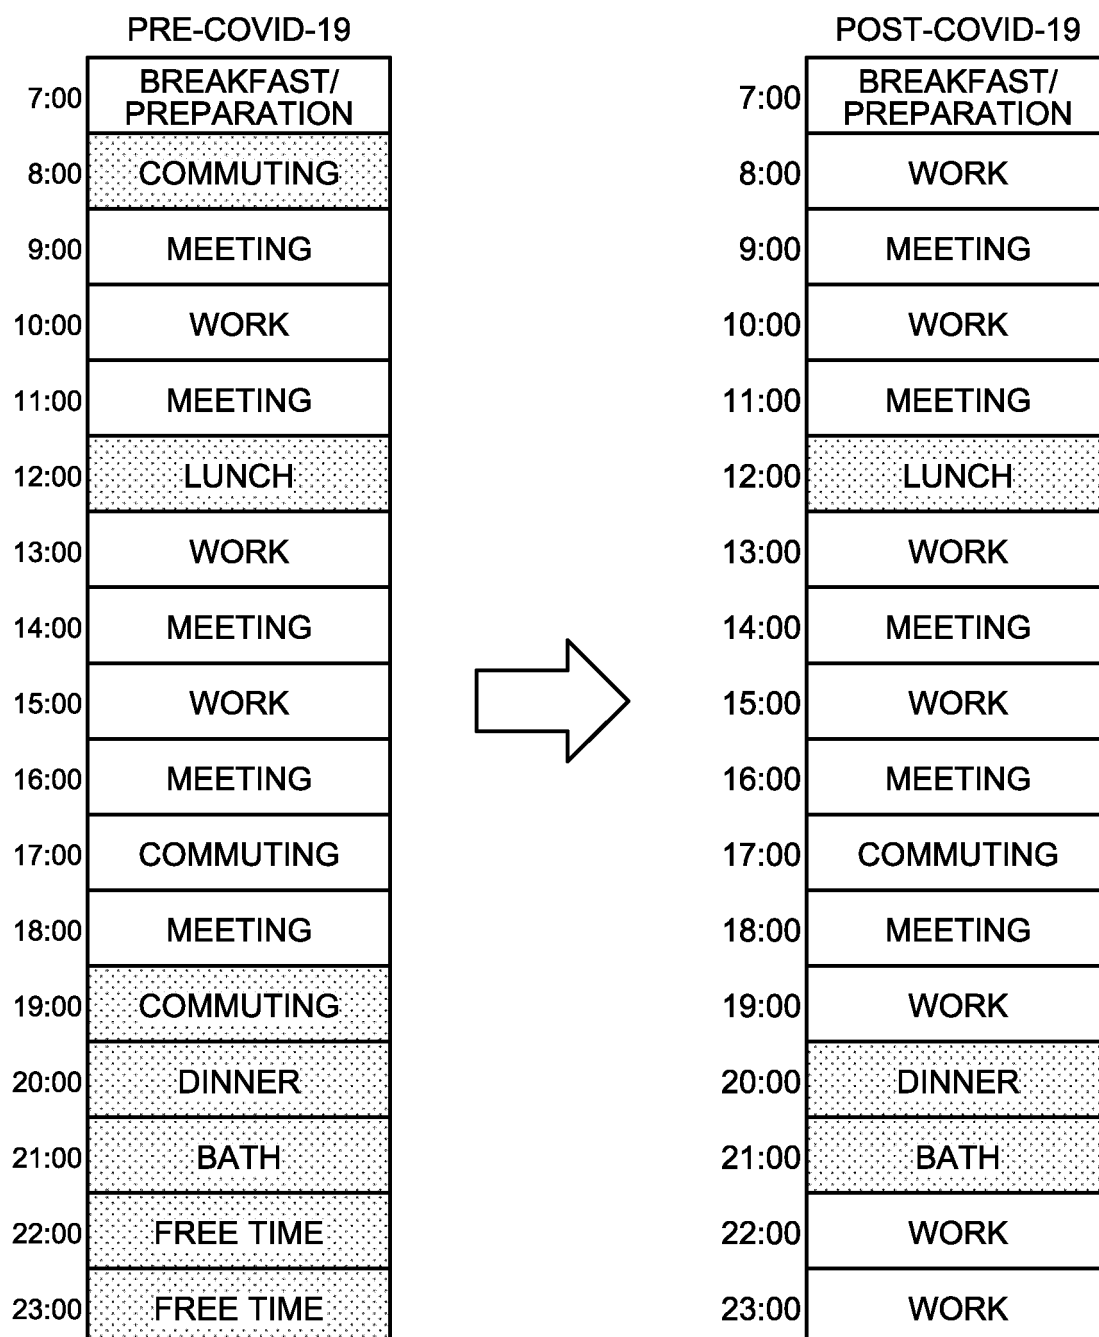 PRE-COVID-19
7:00 BREAKFAST/
PREPARATION
8:00 COMMUTING
9:00 MEETING
10:00 WORK
11:00 MEETING
12:00 LUNCH
13:00 WORK
14:00 MEETING
15:00 WORK
16:00 MEETING
17:00 COMMUTING
18:00 MEETING
19:00 COMMUTING
20:00 DINNER
21:00 BATH
22:00 FREE TIME
23:00 FREE TIME
POST-COVID-19
7:00 BREAKFAST/
PREPARATION
8:00 WORK
9:00 MEETING
10:00 WORK
11:00 MEETING
12:00 LUNCH
13:00 WORK
14:00 MEETING
15:00 WORK
16:00 MEETING
17:00 COMMUTING
18:00 MEETING
19:00 WORK
20:00 DINNER
21:00 BATH
22:00 WORK
23:00 WORK